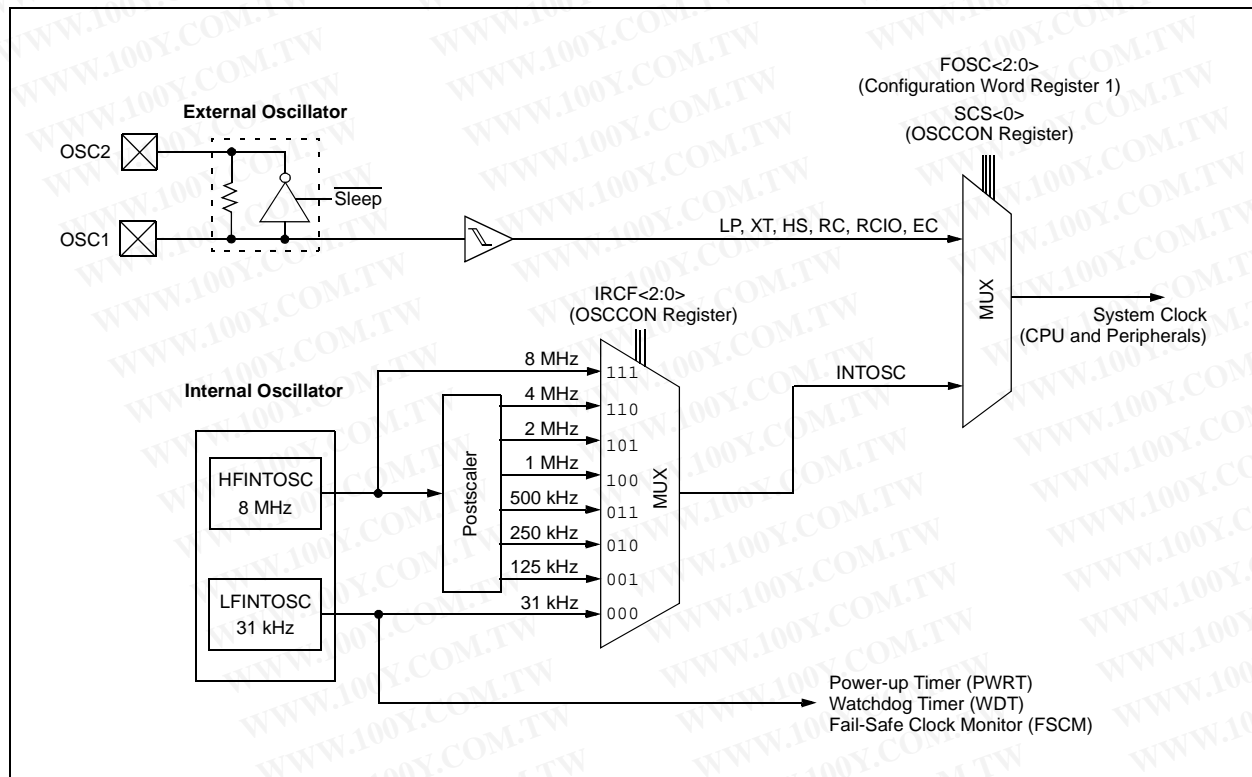 FOSC<2:0>
(Configuration Word Register 1)
SCS<0>
(OSCCON Register)
External Oscillator
OSC2
Sleep
OSC1
LP, XT, HS, RC, RCIO, EC
MUX
System Clock
(CPU and Peripherals)
IRCF<2:0>
(OSCCON Register)
Internal Oscillator
HFINTOSC
8 MHz
LFINTOSC
31 kHz
Postscaler
8 MHz
111
4 MHz
110
2 MHz
101
1 MHz
100
500 kHz
011
250 kHz
010
125 kHz
001
31 kHz
000
MUX
INTOSC
Power-up Timer (PWRT)
Watchdog Timer (WDT)
Fail-Safe Clock Monitor (FSCM)
WWW.100Y.COM.TW